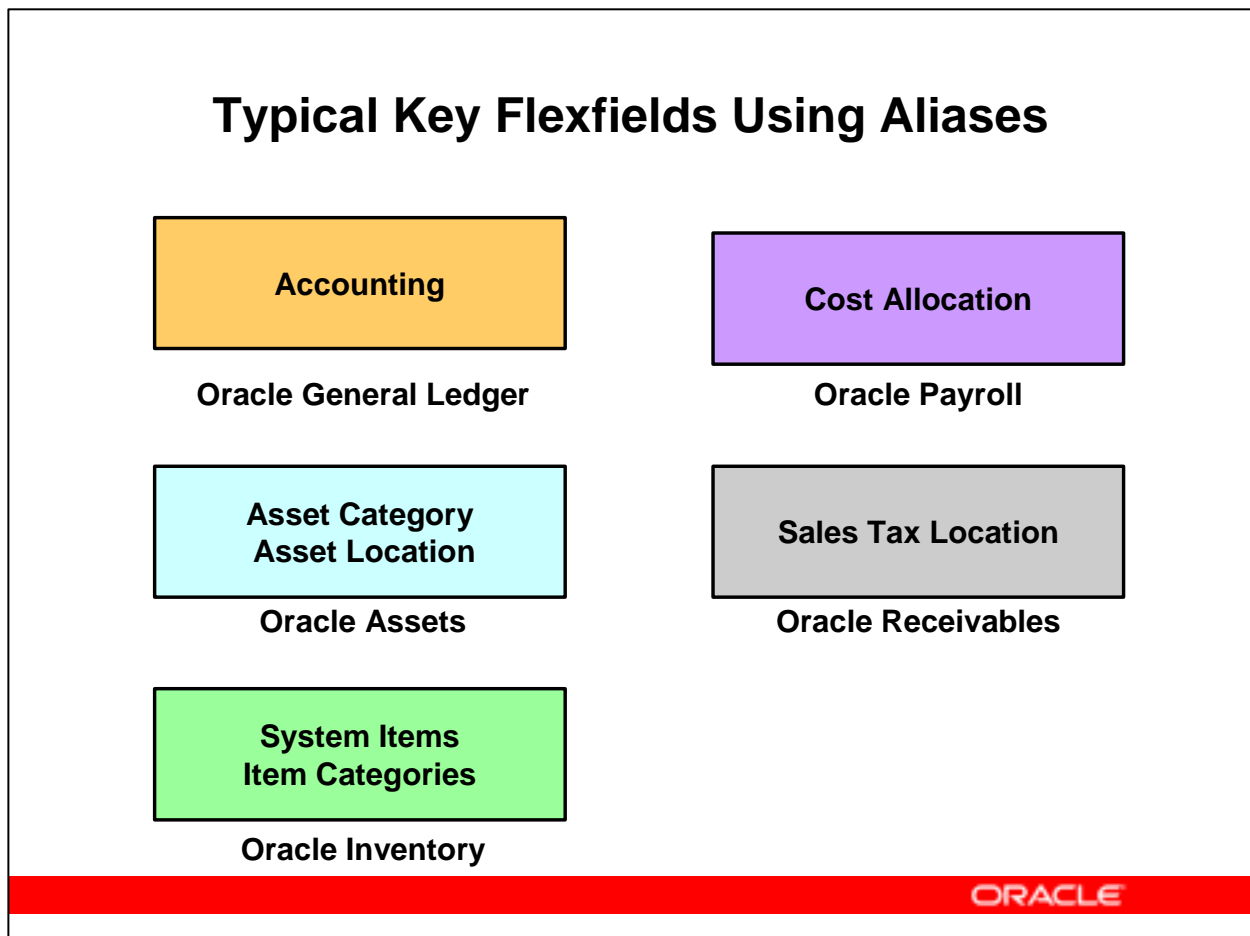 Typical Key Flexfields Using Aliases
Accounting
Oracle General Ledger
Cost Allocation
Oracle Payroll
Asset Category
Asset Location
Oracle Assets
Sales Tax Location
Oracle Receivables
System Items
Item Categories
Oracle Inventory
ORACLE